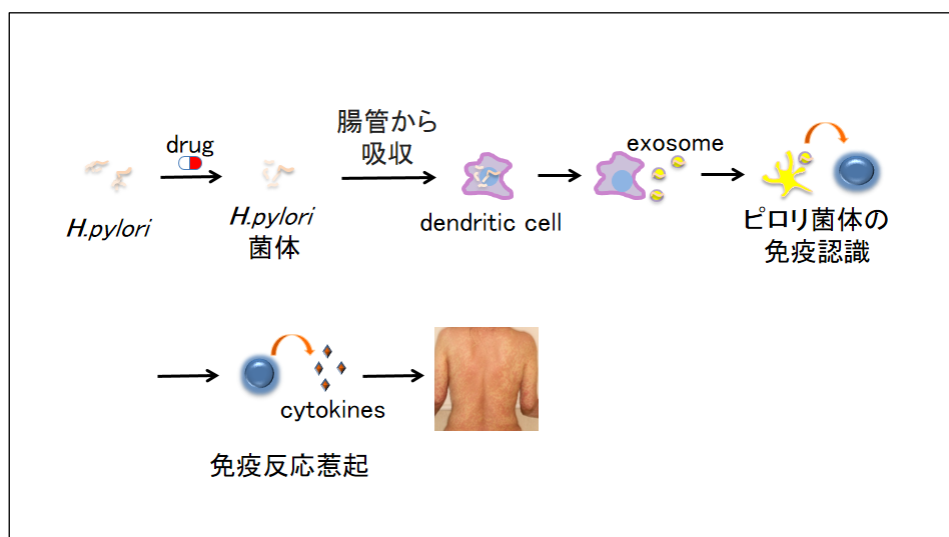 drug
H.pylori
H.pylori
菌体
腸管から
吸収
dendritic cell
exosome
ピロリ菌体の
免疫認識
cytokines
免疫反応惹起